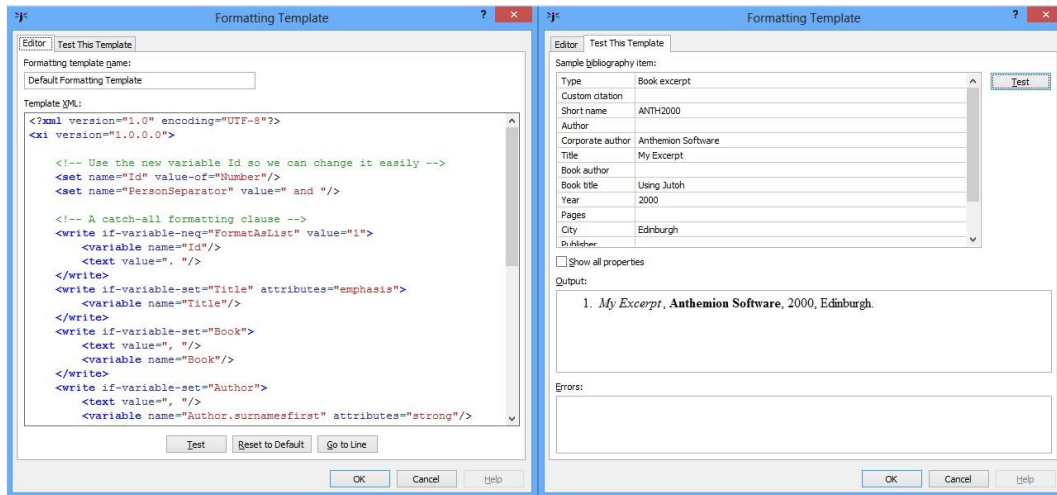 Formatting Template
Editor Test This Template
Formatting template name:
Default Formatting Template
Template XML:
<?xml version="1.0" encoding="UTF-8"?>
<xi version="1.0.0.0">
<!-- Use the new variable Id so we can change it easily -->
<set name="Id" value-of="Number"/>
<set name="PersonSeparator" value=" and "/>
<!-- A catch-all formatting clause -->
<write if-variable-neq="FormatAsList" value="1">
<variable name="Id"/>
<text value=". "/>
</write>
<write if-variable-set="Title" attributes="emphasis">
<variable name="Title"/>
</write>
<write if-variable-set="Book">
<text value=", "/>
<variable name="Book"/>
</write>
<write if-variable-set="Author">
<text value=", "/>
<variable name="Author.surnamesfirst" attributes="strong"/>
Test Reset to Default Go to Line
OK Cancel Help
Formatting Template
Editor Test This Template
Sample bibliography item:
Type Book excerpt
Test
Custom citation
Short name ANTH2000
Author
Corporate author Anthemion Software
Title My Excerpt
Book author
Book title Using Jutoh
Year 2000
Pages
City Edinburgh
Publisher
Show all properties
Output:
1. My Excerpt, Anthemion Software, 2000, Edinburgh.
Errors:
OK Cancel Help